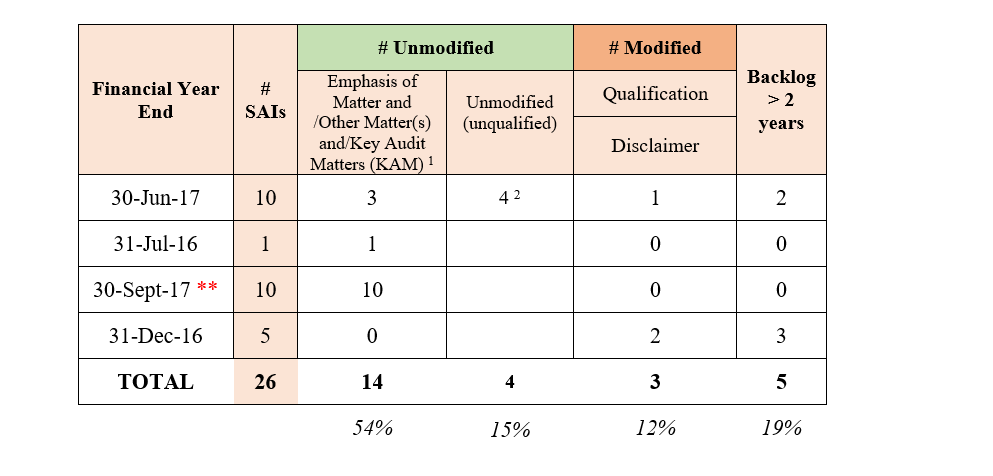 # Unmodified # Modified
Financial Year
End
#
SAIs
Emphasis of
Matter and
/Other Matter(s)
and/Key Audit
Matters (KAM) 1
Unmodified
(unqualified)
Qualification
Disclaimer
Backlog
> 2
years
30-Jun-17 10 3 4 2 1 2
31-Jul-16 1 1 0 0
30-Sept-17 ** 10 10 0 0
31-Dec-16 5 0 2 3
TOTAL 26 14 4 3 5
54% 15% 12% 19%